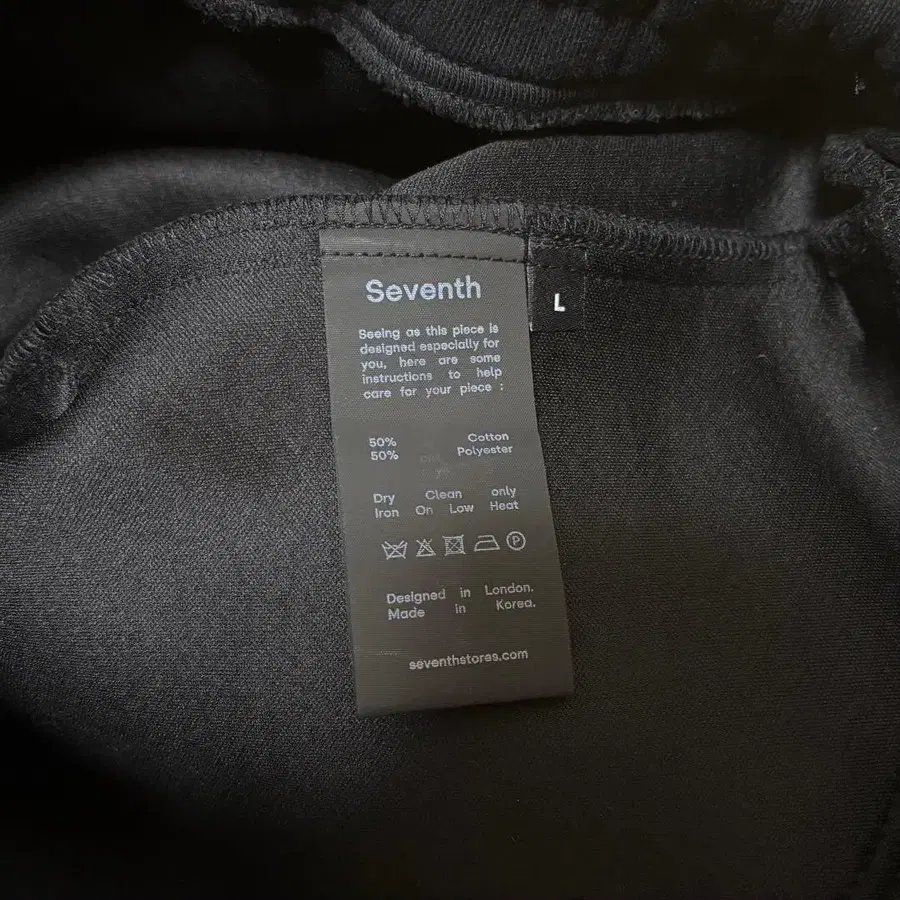 Seventh
L
Seeing as this piece is
designed especially for
you, here are some
instructions to help
care for your piece :
50% Cotton
50% Polyester
Dry Clean only
Iron On Low Heat
P
Designed in London.
Made in Korea.
seventhstores.com